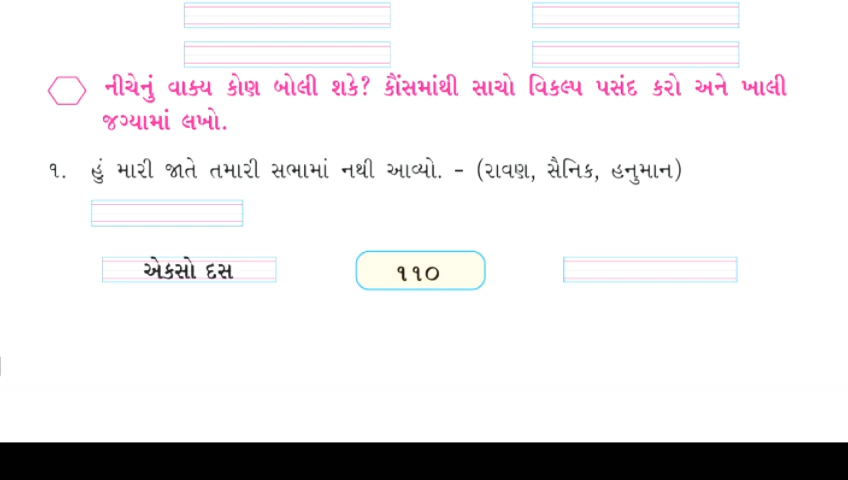 નીચેનું વાક્ય કોણ બોલી શકે? કૌંસમાંથી સાચો વિકલ્પ પસંદ કરો અને ખાલી
જગ્યામાં લખો.
૧. હું મારી જાતે તમારી સભામાં નથી આવ્યો. - (રાવણ, સૈનિક, હનુમાન)
એકસો દસ
૧૧૦